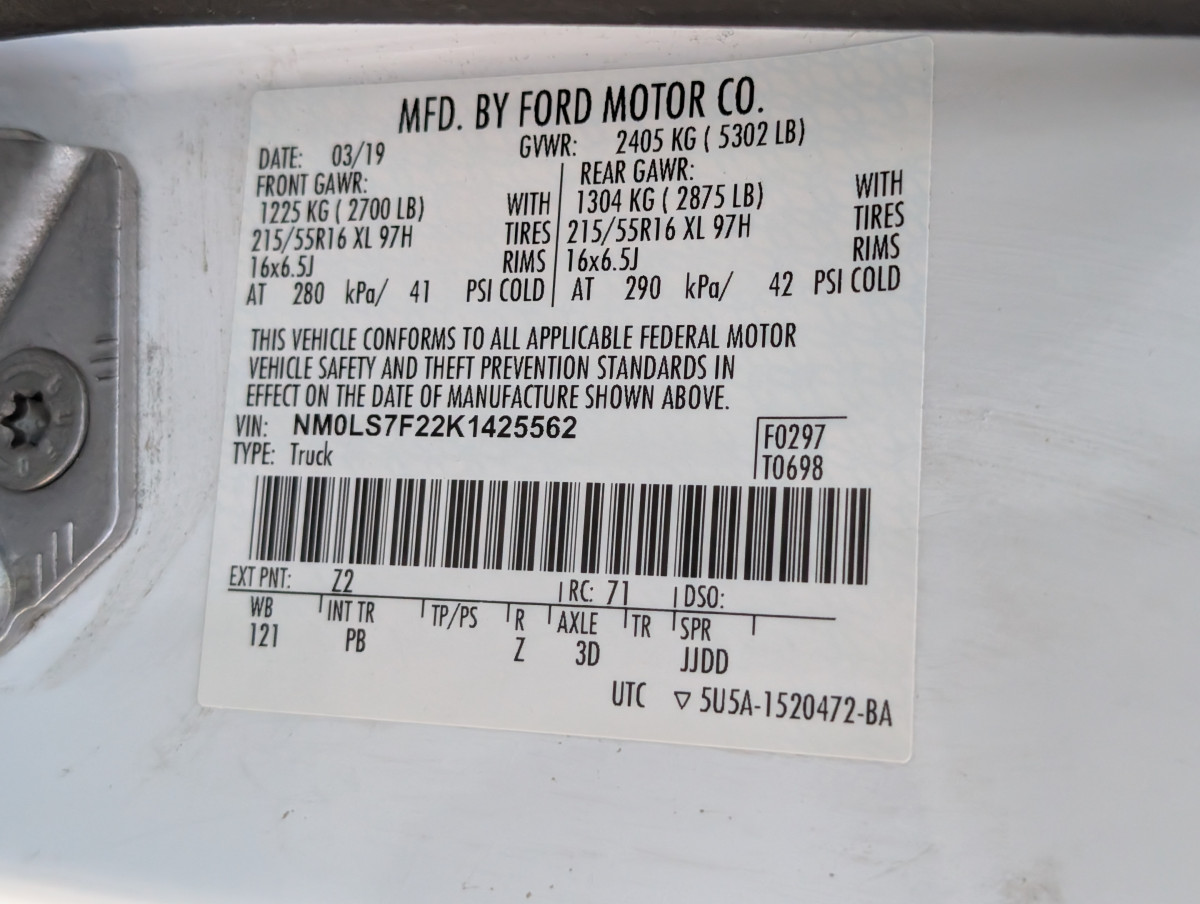 MFD. BY FORD MOTOR CO.
DATE: 03/19 GVWR: 2405 KG ( 5302 LB)
FRONT GAWR: REAR GAWR:
1225 KG ( 2700 LB) WITH 1304 KG ( 2875 LB) WITH
215/55R16 XL 97H TIRES 215/55R16 XL 97H TIRES
16x6.5J RIMS 16x6.5J RIMS
AT 280 kPa/ 41 PSI COLD AT 290 kPa/ 42 PSI COLD
THIS VEHICLE CONFORMS TO ALL APPLICABLE FEDERAL MOTOR
VEHICLE SAFETY AND THEFT PREVENTION STANDARDS IN
EFFECT ON THE DATE OF MANUFACTURE SHOWN ABOVE.
VIN: NM0LS7F22K1425562
TYPE: Truck
F0297
T0698
EXT PNT: Z2 RC: 71 DSO:
WB INT TR TP/PS R AXLE TR SPR
121 PB Z 3D JJDD
UTC ▽ 5U5A-1520472-BA